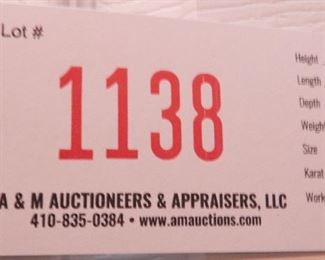 Lot #
1138
Height
Length
Depth
Weight
Size
Karat
Work
A & M AUCTIONEERS & APPRAISERS, LLC
410-835-0384 • www.amauctions.com